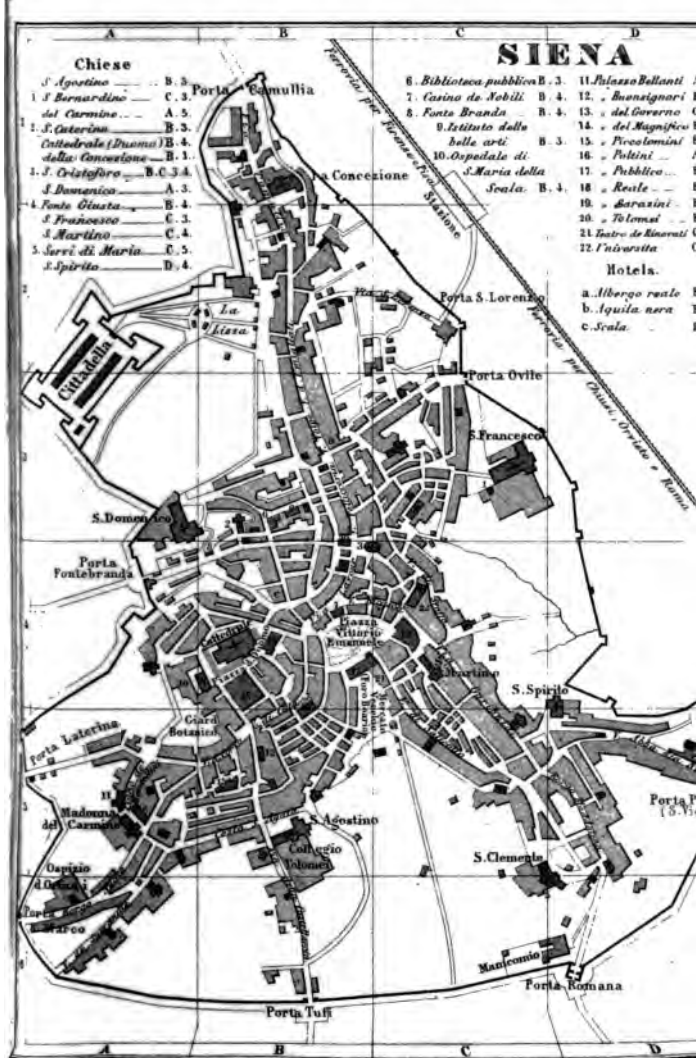 A B C D
SIENA
Chiese
S. Agostino B. 3.
1. S. Bernardino C. 3.
del Carmine A. 5.
2. S. Caterina B. 3.
Cattedrale (Duomo) B. 4.
della Concezione B. 1.
3. S. Cristoforo B.C. 3 4.
S. Domenico A. 3.
4. Fonte Giusta B. 4.
S. Francesco C. 3.
S. Martino C. 4.
5. Servi di Maria C. 5.
S. Spirito D. 4.
6. Biblioteca pubblica B. 3.
7. Casino de Nobili B. 4.
8. Fonte Branda B. 4.
9. Istituto delle
belle arti B. 3.
10. Ospedale di
S. Maria della
Scala. B. 4.
11. Palazzo Bellanti
12. " Buonsignori
13. " del Governo
14. " del Magnifico
15. " Piccolomini
16. " Poltini
17. " Pubblico
18. " Reale
19. " Sarazini
20. " Tolomei
21. Teatro de Rinovati
22. Universita
Hotels.
a. Albergo reale
b. Aquila nera
c. Scala
Porta Camullia
Ferrovia per Firenze
Stazione
La Concezione
La
Lizza
Porta S. Lorenzo
Cittadella
Ferrovia per Chiusi, Orvieto e Roma
Porta Ovile
S. Francesco
S. Domenico
Porta
Fontebranda
Piazza
Vittorio
Emanuele
Cattedrale
S. Martino
S. Spirito
Giard.
Botanico
Porta Laterina
Madonna
del Carmine
S. Agostino
Collegio
Tolomei
Ospizio
S. Marco
S. Clemente
Manicomio
Porta Romana
Porta Tufi
A B C D